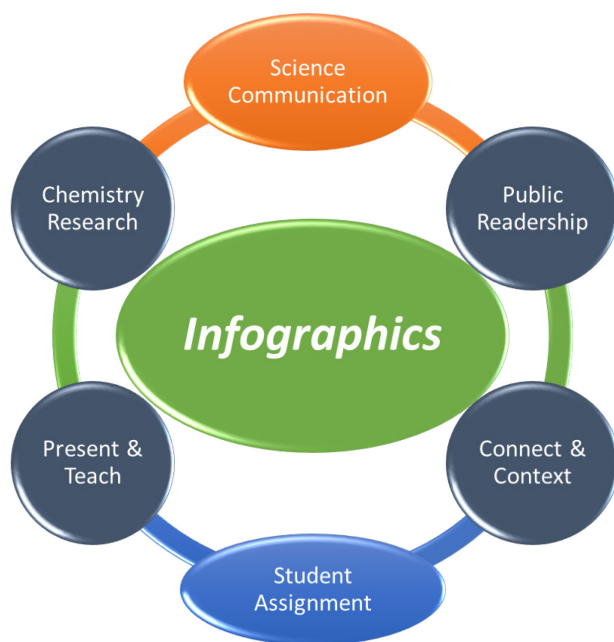 Science
Communication
Chemistry
Research
Public
Readership
Infographics
Present &
Teach
Connect &
Context
Student
Assignment